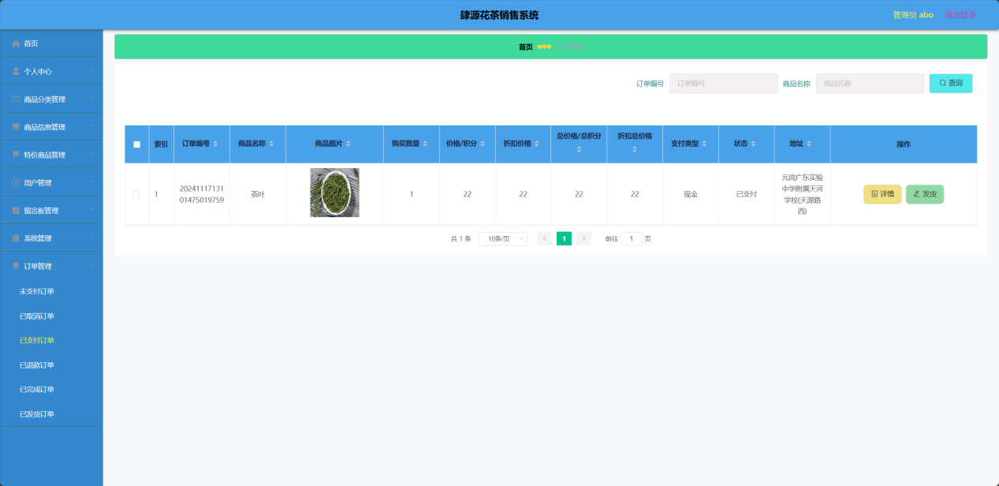 肆源花茶销售系统
管理员 abo
退出登录
首页
个人中心
商品分类管理
商品信息管理
特价商品管理
用户管理
留言板管理
系统管理
订单管理
未支付订单
已取消订单
已支付订单
已退款订单
已完成订单
已发货订单
首页 订单管理
订单编号 订单编号 商品名称 商品名称 查询
索引 订单编号 商品名称 商品图片 购买数量 价格/积分 折扣价格 总价格/总积分 折扣总价格 支付类型 状态 地址 操作
1
20241117131
01475019759
茶叶
1
22
22
22
22
现金
已支付
元岗广东实验
中学附属天河
学校(天源路
西)
详情
发货
共 1 条 10条/页 1 前往 1 页